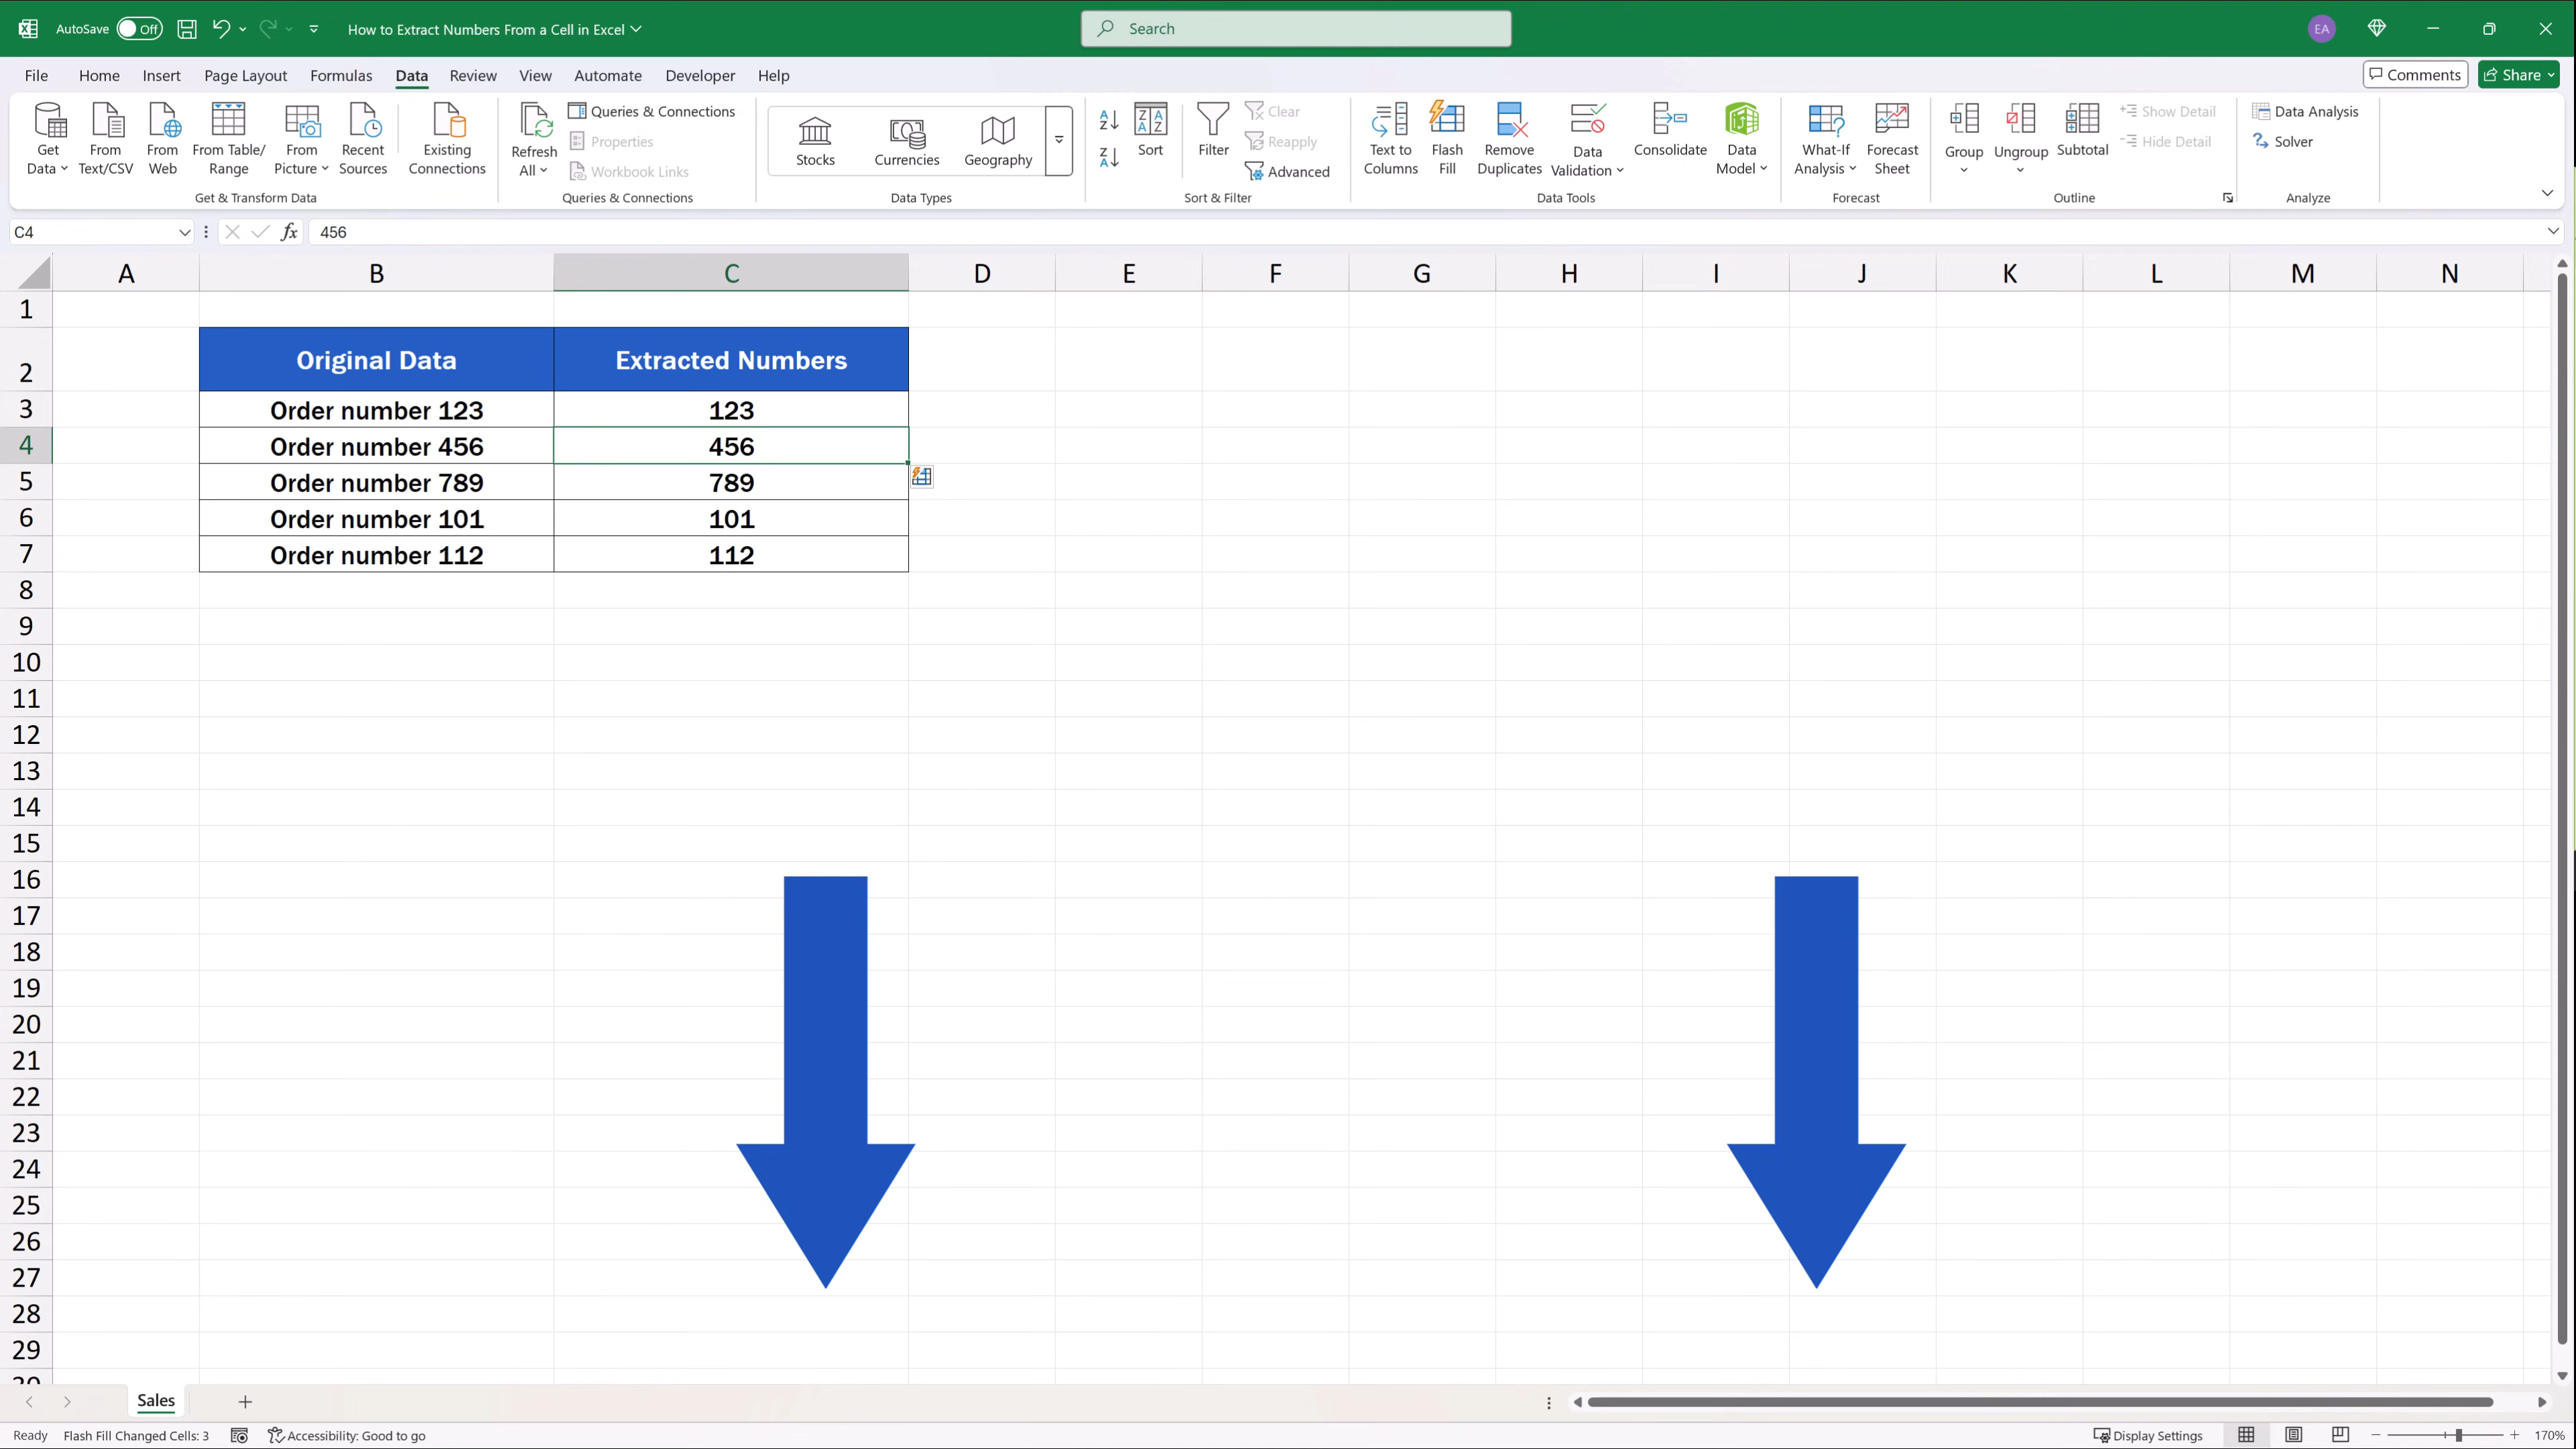 AutoSave Off How to Extract Numbers From a Cell in Excel Search EA
File Home Insert Page Layout Formulas Data Review View Automate Developer Help Comments Share
Get Data From Text/CSV From Web From Table/ Range From Picture Recent Sources Existing Connections
Get & Transform Data
Refresh All Queries & Connections
Properties
Workbook Links
Queries & Connections
Stocks Currencies Geography
Data Types
Sort Filter Clear
Reapply
Advanced
Sort & Filter
Text to Columns Flash Fill Remove Duplicates Data Validation Consolidate Data Model
Data Tools
What-If Analysis Forecast Sheet
Forecast
Group Ungroup Subtotal Show Detail
Hide Detail
Outline
Data Analysis
Solver
Analyze
C4 fx 456
A B C D E F G H I J K L M N
1
2 Original Data Extracted Numbers
3 Order number 123 123
4 Order number 456 456
5 Order number 789 789
6 Order number 101 101
7 Order number 112 112
8
9
10
11
12
13
14
15
16
17
18
19
20
21
22
23
24
25
26
27
28
29
30
Sales
Ready Flash Fill Changed Cells: 3 Accessibility: Good to go Display Settings 170%